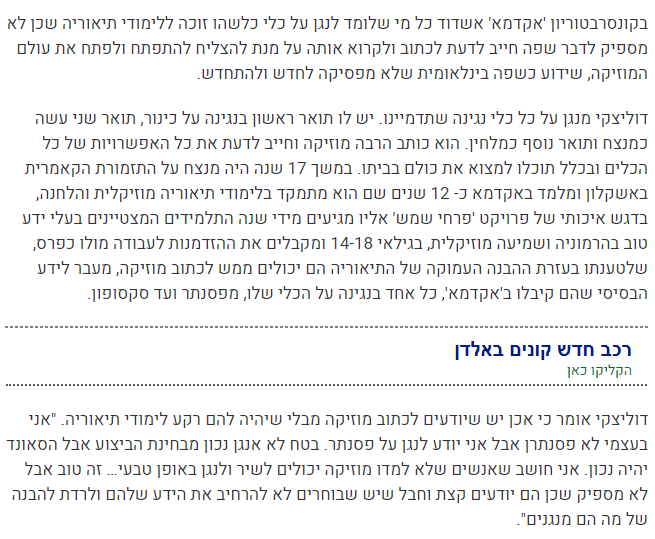 בקונסרבטוריון 'אקדמא' אשדוד כל מי שלומד לנגן על כלי כלשהו זוכה ללימודי תיאוריה שכן לא
מספיק לדבר שפה חייב לדעת לכתוב ולקרוא אותה על מנת להצליח להתפתח ולפתח את עולם
המוזיקה, שידוע כשפה בינלאומית שלא מפסיקה לחדש ולהתחדש.
דוליצקי מנגן על כל כלי נגינה שתדמיינו. יש לו תואר ראשון בנגינה על כינור, תואר שני עשה
כמנצח ותואר נוסף כמלחין. הוא כותב הרבה מוזיקה וחייב לדעת את כל האפשרויות של כל
הכלים ובכלל תוכלו למצוא את כולם בביתו. במשך 17 שנה היה מנצח על התזמורת הקאמרית
באשקלון ומלמד באקדמא כ- 12 שנים שם הוא מתמקד בלימודי תיאוריה מוזיקלית והלחנה,
בדגש איכותי של פרויקט 'פרחי שמש' אליו מגיעים מידי שנה התלמידים המצטיינים בעלי ידע
טוב בהרמוניה ושמיעה מוזיקלית, בגילאי 14-18 ומקבלים את ההזדמנות לעבודה מולו כפרס,
שלטענתו בעזרת ההבנה העמוקה של התיאוריה הם יכולים ממש לכתוב מוזיקה, מעבר לידע
הבסיסי שהם קיבלו ב'אקדמא', כל אחד בנגינה על הכלי שלו, מפסנתר ועד סקסופון.
רכב חדש קונים באלדן
הקליקו כאן
דוליצקי אומר כי אכן יש שיודעים לכתוב מוזיקה מבלי שיהיה להם רקע לימודי תיאוריה. "אני
בעצמי לא פסנתרן אבל אני יודע לנגן על פסנתר. בטח לא אנגן נכון מבחינת הביצוע אבל הסאונד
יהיה נכון. אני חושב שאנשים שלא למדו מוזיקה יכולים לשיר ולנגן באופן טבעי... זה טוב אבל
לא מספיק שכן הם יודעים קצת וחבל שיש שבוחרים לא להרחיב את הידע שלהם ולרדת להבנה
של מה הם מנגנים".